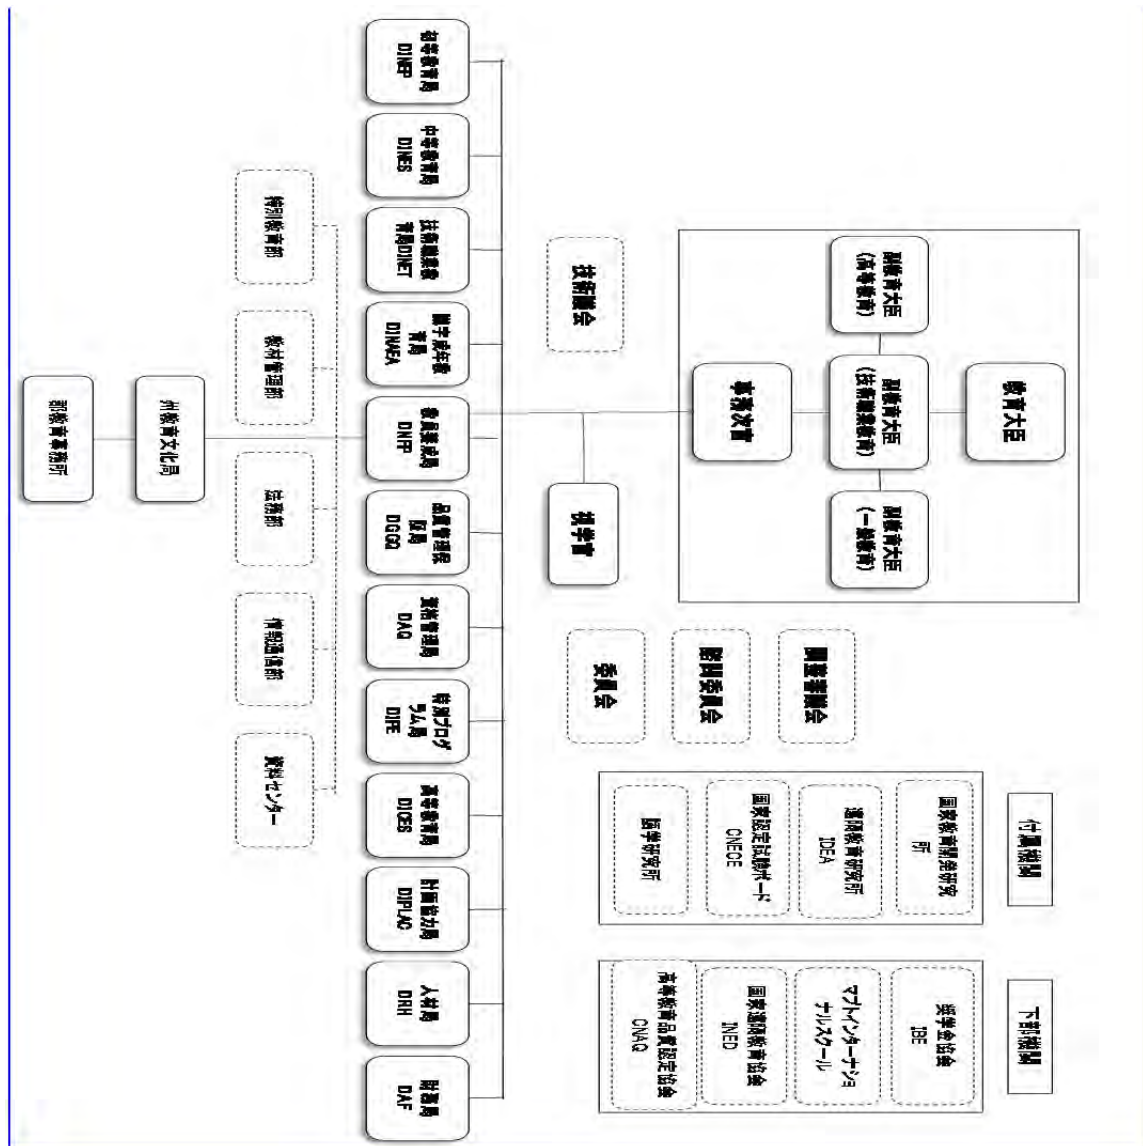 教育大臣
副教育大臣
(高等教育)
副教育大臣
(技術職業教育)
副教育大臣
(一般教育)
事務次官
技術議会
視学官
調整審議会
諮問委員会
委員会
付属機関
国家教育開発研究
所
遠隔教育研究所
IDEA
国家認定試験ボード
CNECE
語学研究所
下部機関
奨学金協会
IBE
マプトインターナショ
ナルスクール
国家遠隔教育協会
INED
高等教育品質認定協会
CNAQ
初等教育局
DINEP
中等教育局
DINES
技術職業教
育局DINET
識字成年教
育局
DINAEA
教員養成局
DNFP
品質管理保
証局
DGGQ
資格管理局
DAQ
特別プログ
ラム局
DIPE
高等教育局
DICES
計画協力局
DIPLAC
人材局
DRH
財務局
DAF
特別教育部
教材管理部
法務部
情報通信部
資料センター
州教育文化局
郡教育事務所